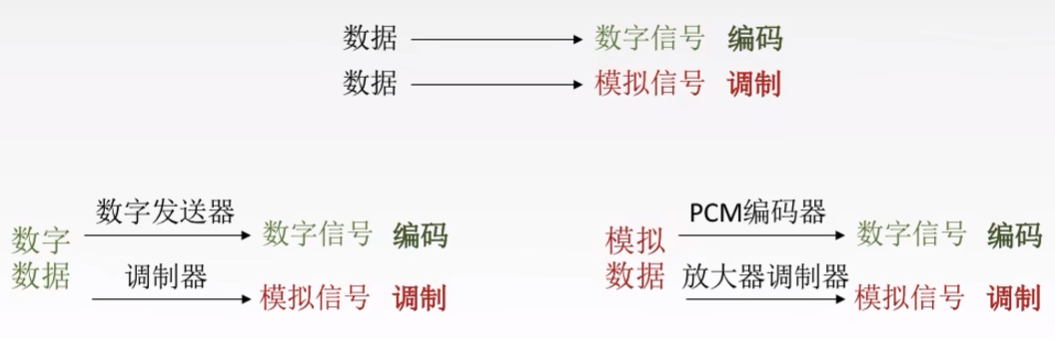 数据 数字信号 编码
数据 模拟信号 调制
数字数据
数字发送器
数字信号 编码
调制器
模拟信号 调制
模拟数据
PCM编码器
数字信号 编码
放大器调制器
模拟信号 调制